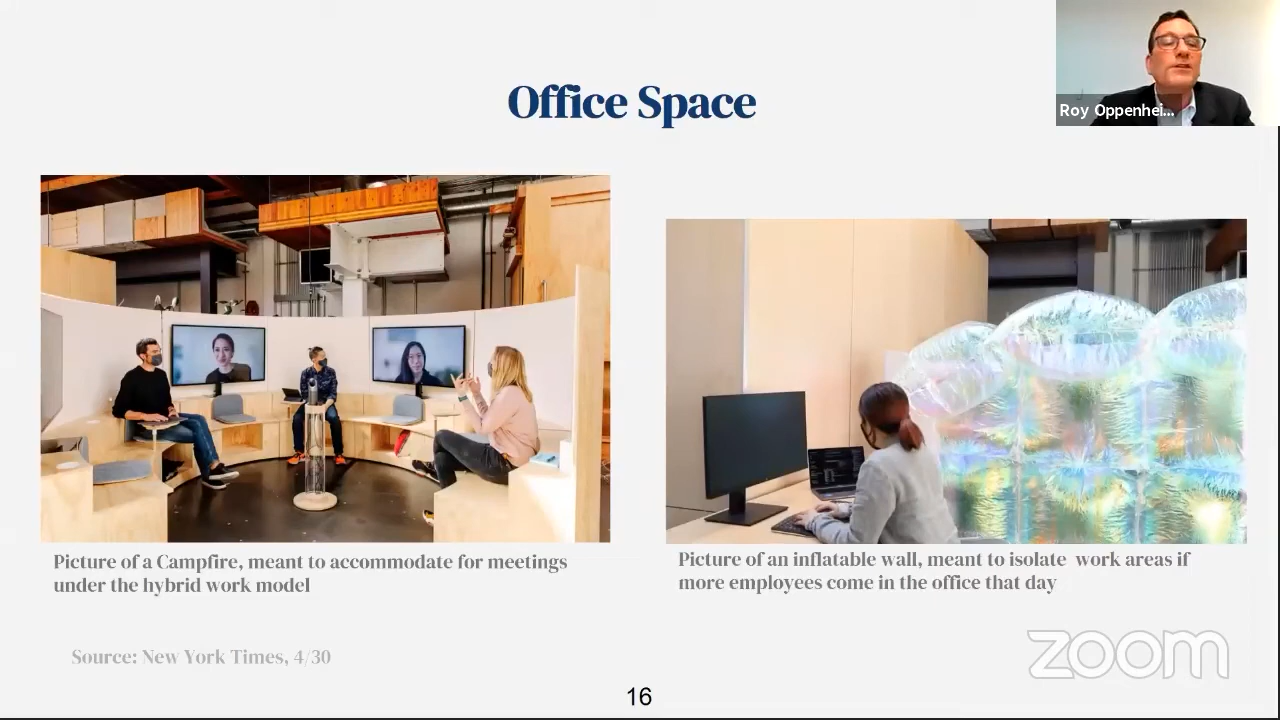 Office Space
Roy Oppenhei...
Picture of a Campfire, meant to accommodate for meetings
under the hybrid work model
Picture of an inflatable wall, meant to isolate work areas if
more employees come in the office that day
Source: New York Times, 4/30
zoom
16